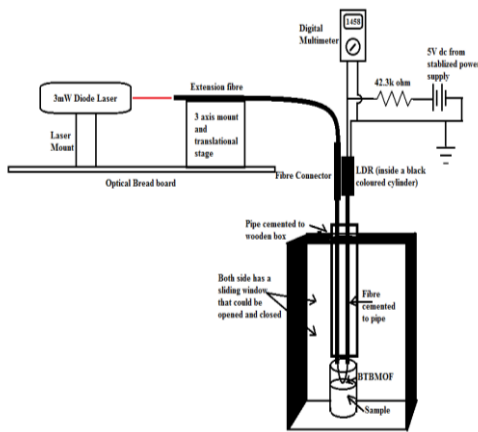 Digital
Multimeter
1458
5V dc from
stablized power
supply
42.3k ohm
Extension fibre
3mW Diode Laser
3 axis mount
and
translational
stage
Laser
Mount
Optical Bread board
Fibre Connector
LDR (inside a black
coloured cylinder)
Pipe cemented to
wooden box
Both side has a
sliding window
that could be
opened and closed
Fibre
cemented
to pipe
BTBMOF
Sample